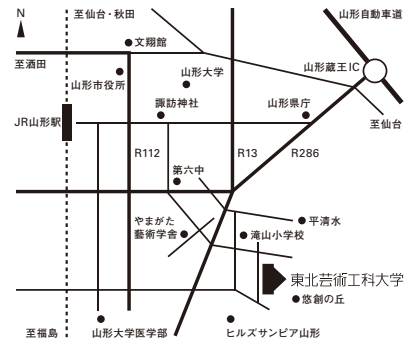 N
至仙台・秋田
山形自動車道
文翔館
至酒田
山形蔵王IC
山形市役所
山形大学
諏訪神社
山形県庁
JR山形駅
至仙台
R112
R13
R286
第六中
やまがた
藝術学舎
平清水
滝山小学校
東北芸術工科大学
悠創の丘
至福島
山形大学医学部
ヒルズサンピア山形